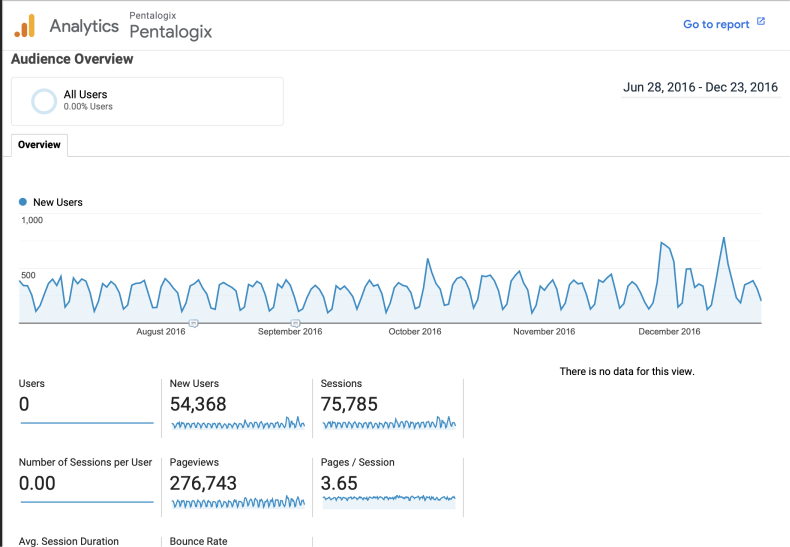 Analytics
Pentalogix
Pentalogix
Go to report
Audience Overview
All Users
0.00% Users
Jun 28, 2016 - Dec 23, 2016
Overview
New Users
1,000
500
August 2016
September 2016
October 2016
November 2016
December 2016
There is no data for this view.
Users
0
New Users
54,368
Sessions
75,785
Number of Sessions per User
0.00
Pageviews
276,743
Pages / Session
3.65
Avg. Session Duration
Bounce Rate